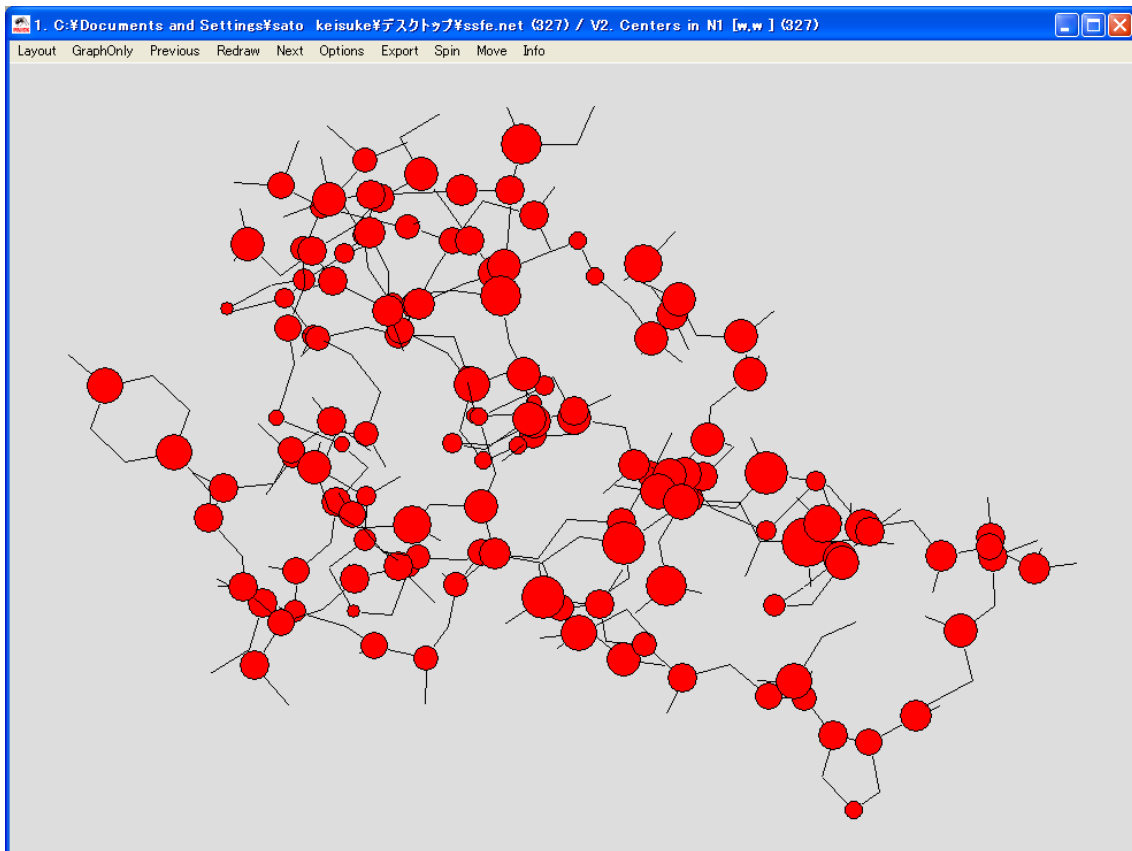 1. C:¥Documents and Settings¥sato keisuke¥デスクトップ¥ssfe.net (327) / V2. Centers in N1 [w,w ] (327)
Layout GraphOnly Previous Redraw Next Options Export Spin Move Info